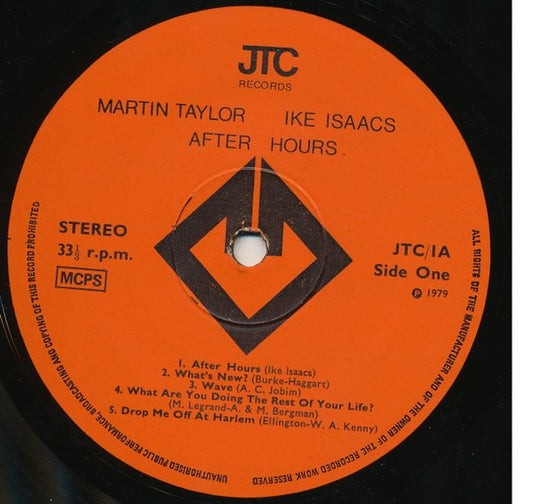 JTC
RECORDS
MARTIN TAYLOR IKE ISAACS
AFTER HOURS
STEREO
33⅓ r.p.m.
MCPS
JTC/1A
Side One
℗ 1979
1. After Hours (Ike Isaacs)
2. What's New? (Burke-Haggart)
3. Wave (A. C. Jobim)
4. What Are You Doing The Rest Of Your Life?
(M. Legrand-A. & M. Bergman)
5. Drop Me Off At Harlem (Ellington-W. A. Kenny)
ALL RIGHTS OF THE MANUFACTURER AND OF THE OWNER OF THE RECORDED WORK RESERVED
UNAUTHORISED PUBLIC PERFORMANCE BROADCASTING AND COPYING OF THIS RECORD PROHIBITED